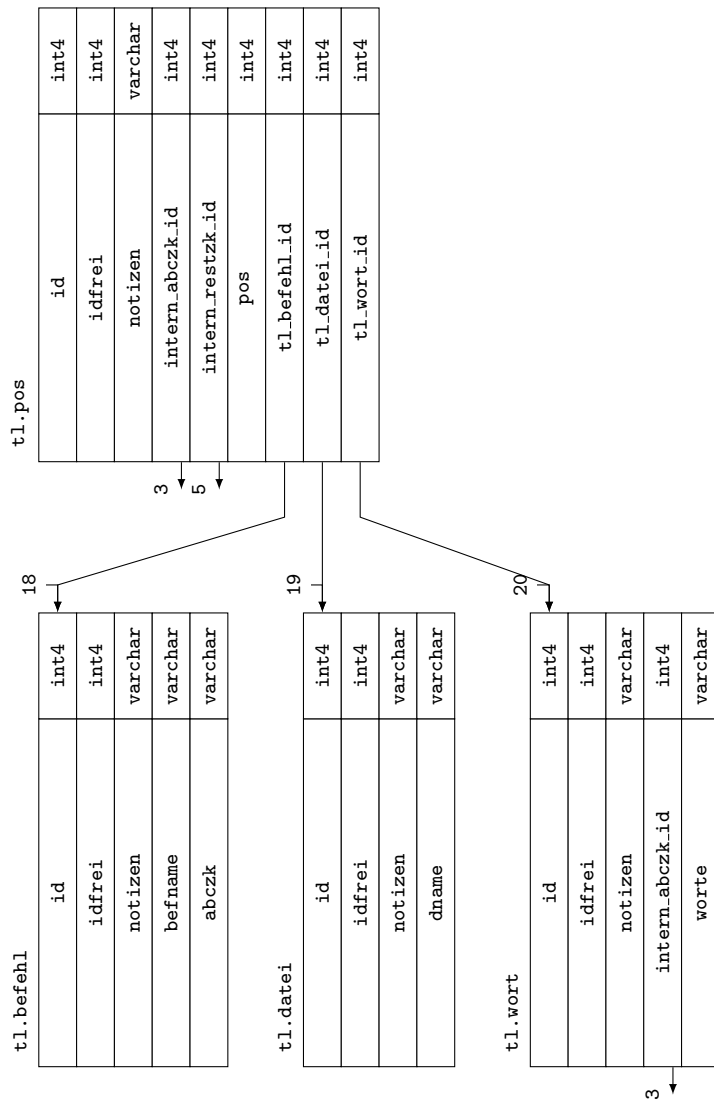 tl.befehl
id int4
idfrei int4
notizen varchar
befname varchar
abczk varchar
tl.datei
id int4
idfrei int4
notizen varchar
dname varchar
tl.wort
id int4
idfrei int4
notizen varchar
intern_abczk_id int4
worte varchar
3
18
19
20
tl.pos
id int4
idfrei int4
notizen varchar
3 intern_abczk_id int4
5 intern_restzk_id int4
pos int4
tl_befehl_id int4
tl_datei_id int4
tl_wort_id int4